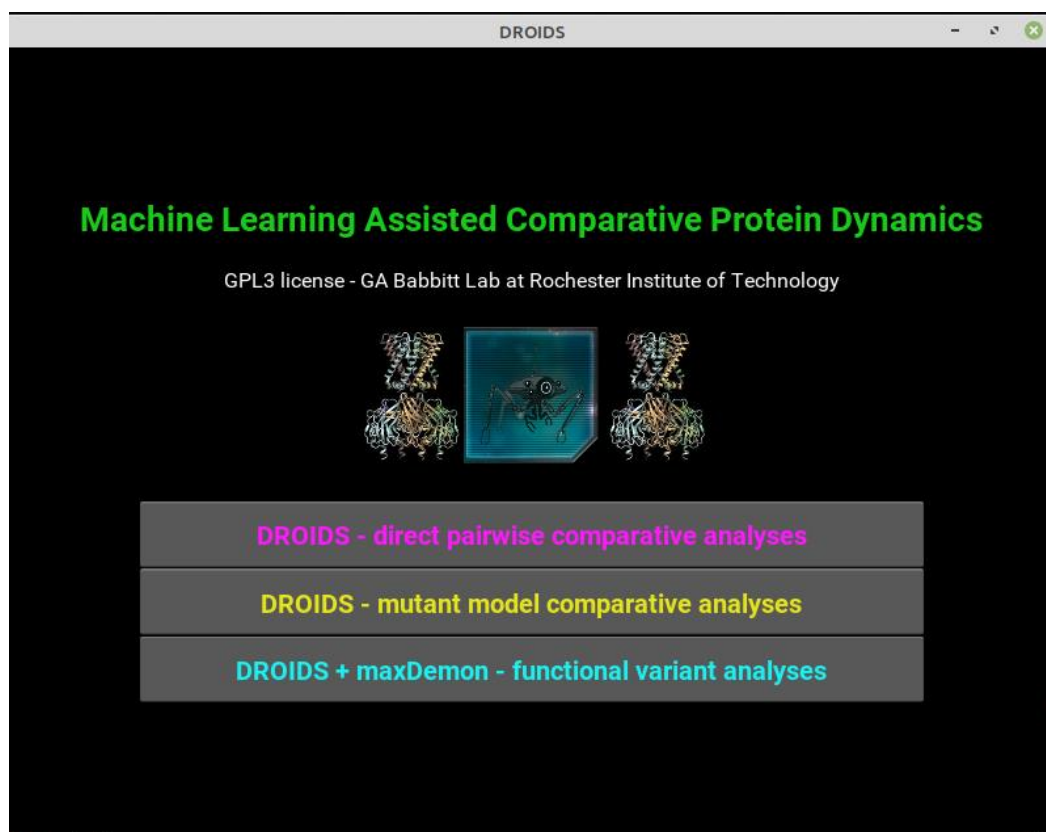 DROIDS
Machine Learning Assisted Comparative Protein Dynamics
GPL3 license - GA Babbitt Lab at Rochester Institute of Technology
DROIDS - direct pairwise comparative analyses
DROIDS - mutant model comparative analyses
DROIDS + maxDemon - functional variant analyses